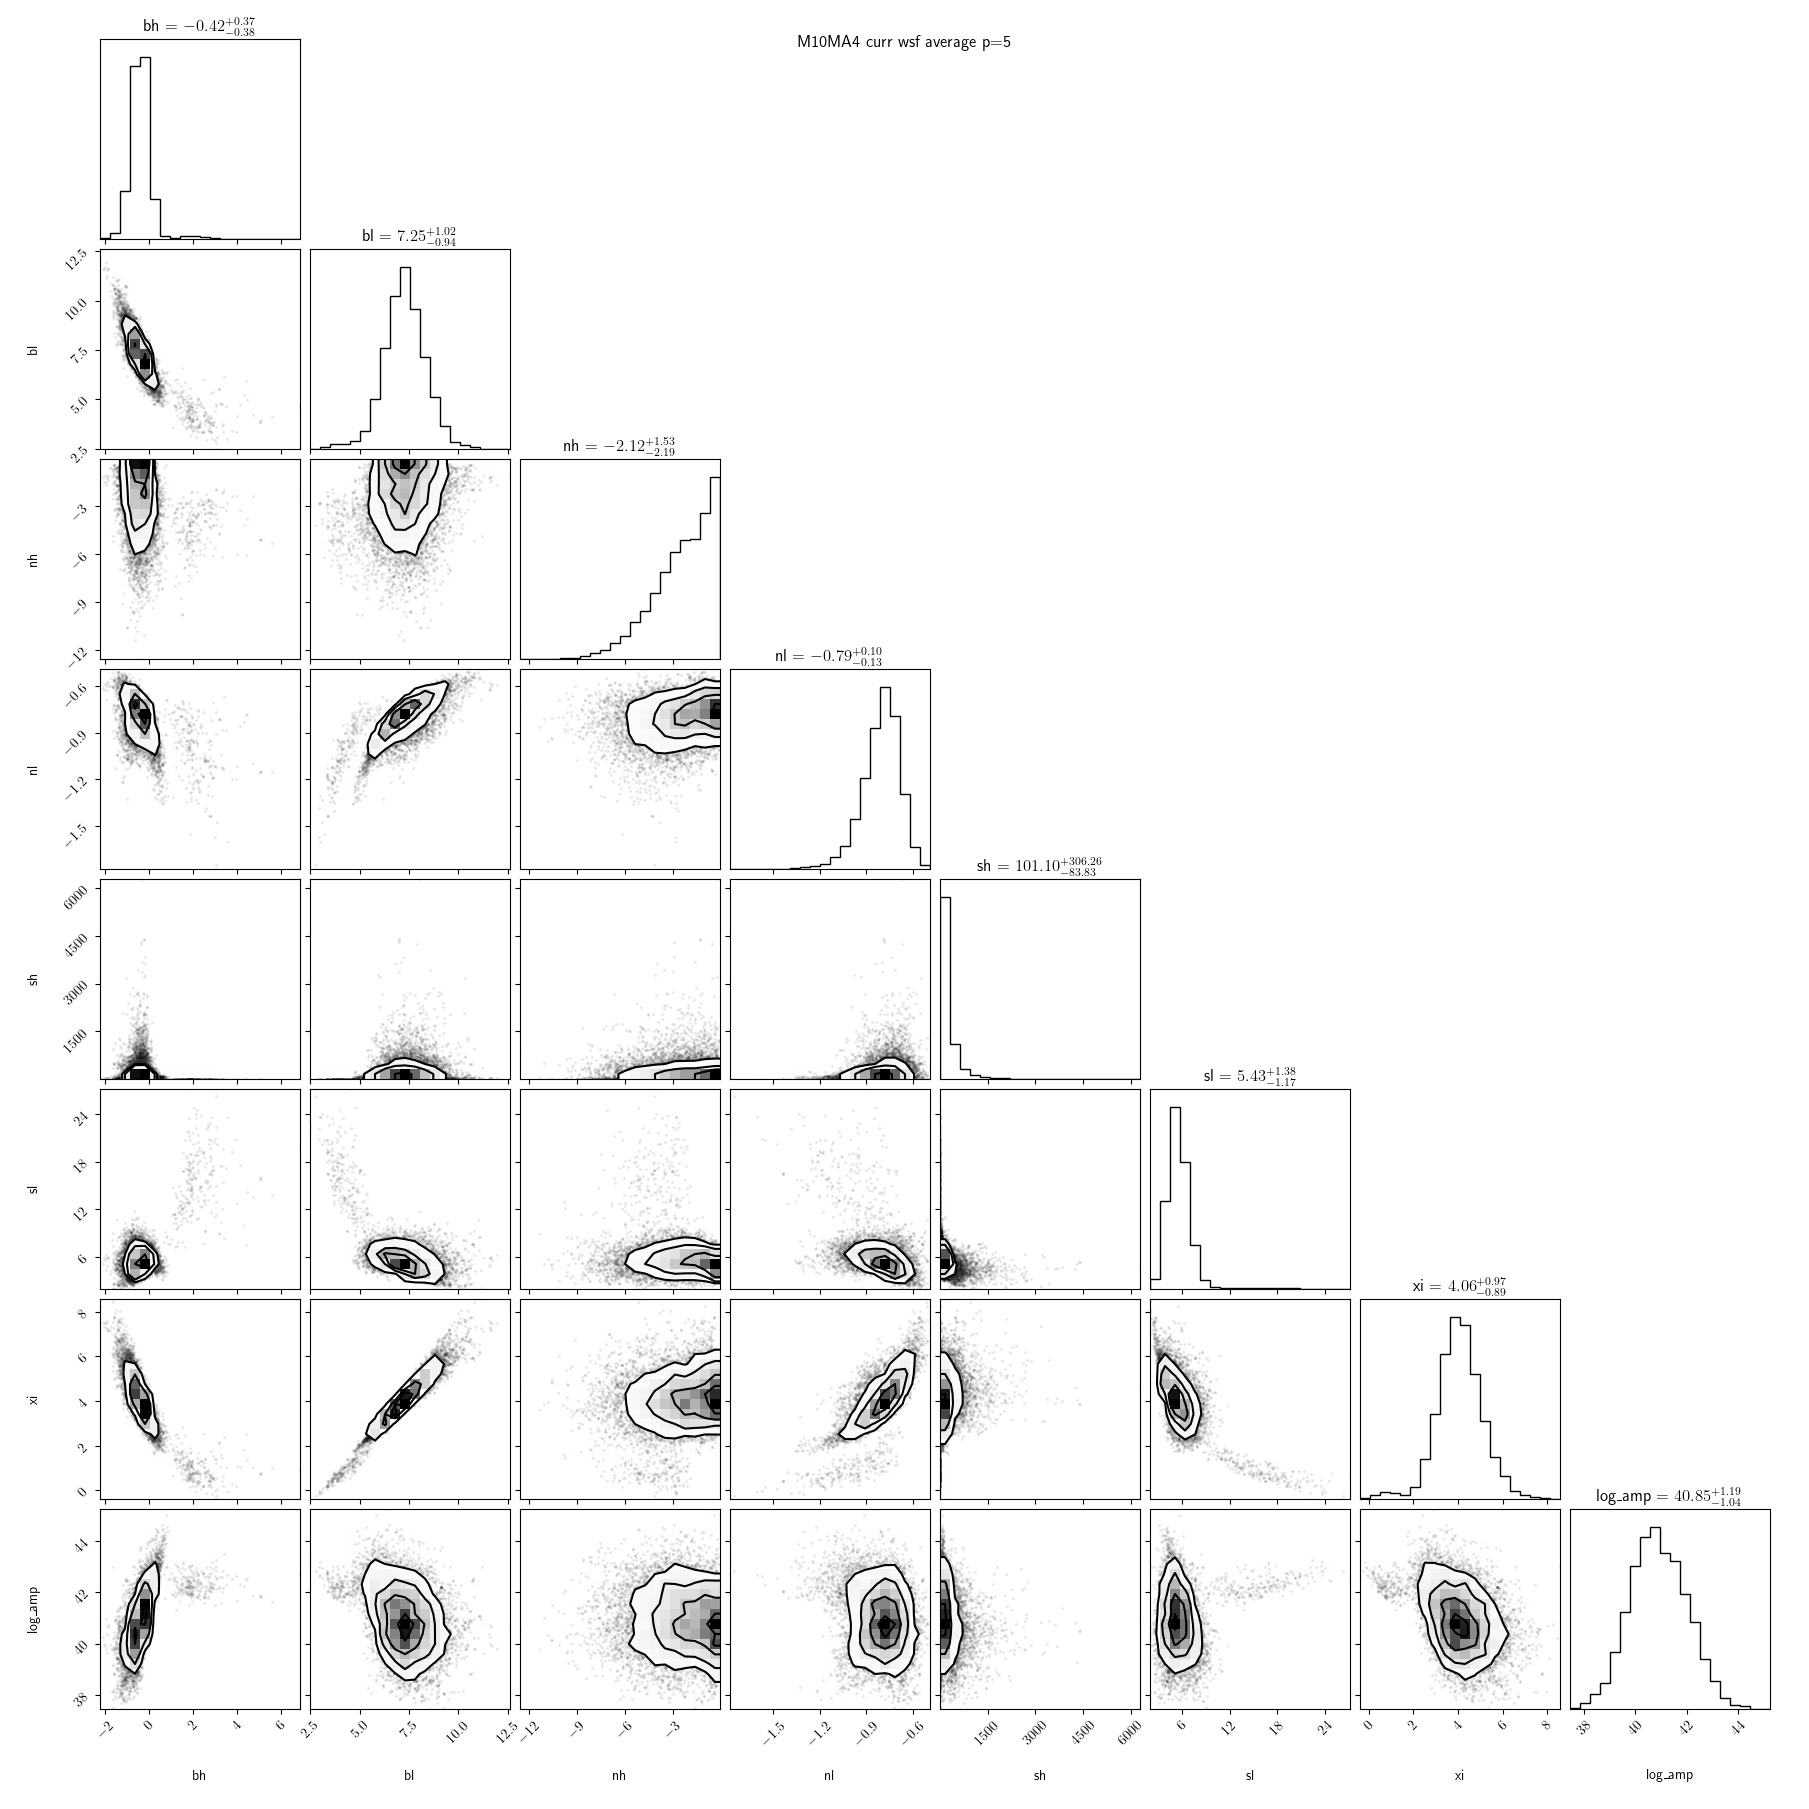 M10MA4 curr wsf average p=5
bh = −0.42 +0.37 −0.38
bl = 7.25 +1.02 −0.94
nh = −2.12 +1.53 −2.19
nl = −0.79 +0.10 −0.13
sh = 101.10 +306.26 −83.83
sl = 5.43 +1.38 −1.17
xi = 4.06 +0.97 −0.89
log_amp = 40.85 +1.19 −1.04
bl
12.5
10.0
7.5
5.0
2.5
nh
−3
−6
−9
−12
nl
−0.6
−0.9
−1.2
−1.5
sh
6000
4500
3000
1500
sl
24
18
12
6
xi
8
6
4
2
0
log_amp
44
42
40
38
−2 0 2 4 6
2.5 5.0 7.5 10.0 12.5
−12 −9 −6 −3
−1.5 −1.2 −0.9 −0.6
1500 3000 4500 6000
6 12 18 24
0 2 4 6 8
38 40 42 44
bh bl nh nl sh sl xi log_amp